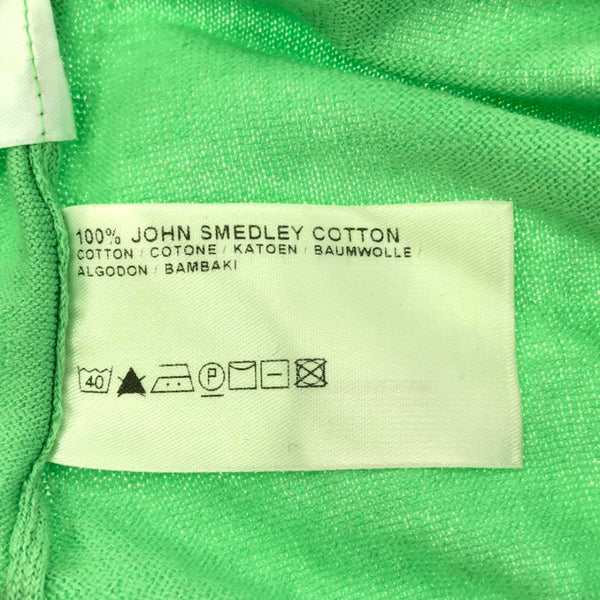 100% JOHN SMEDLEY COTTON
COTTON / COTONE / KATOEN / BAUMWOLLE /
ALGODON / BAMBAKI
40 P